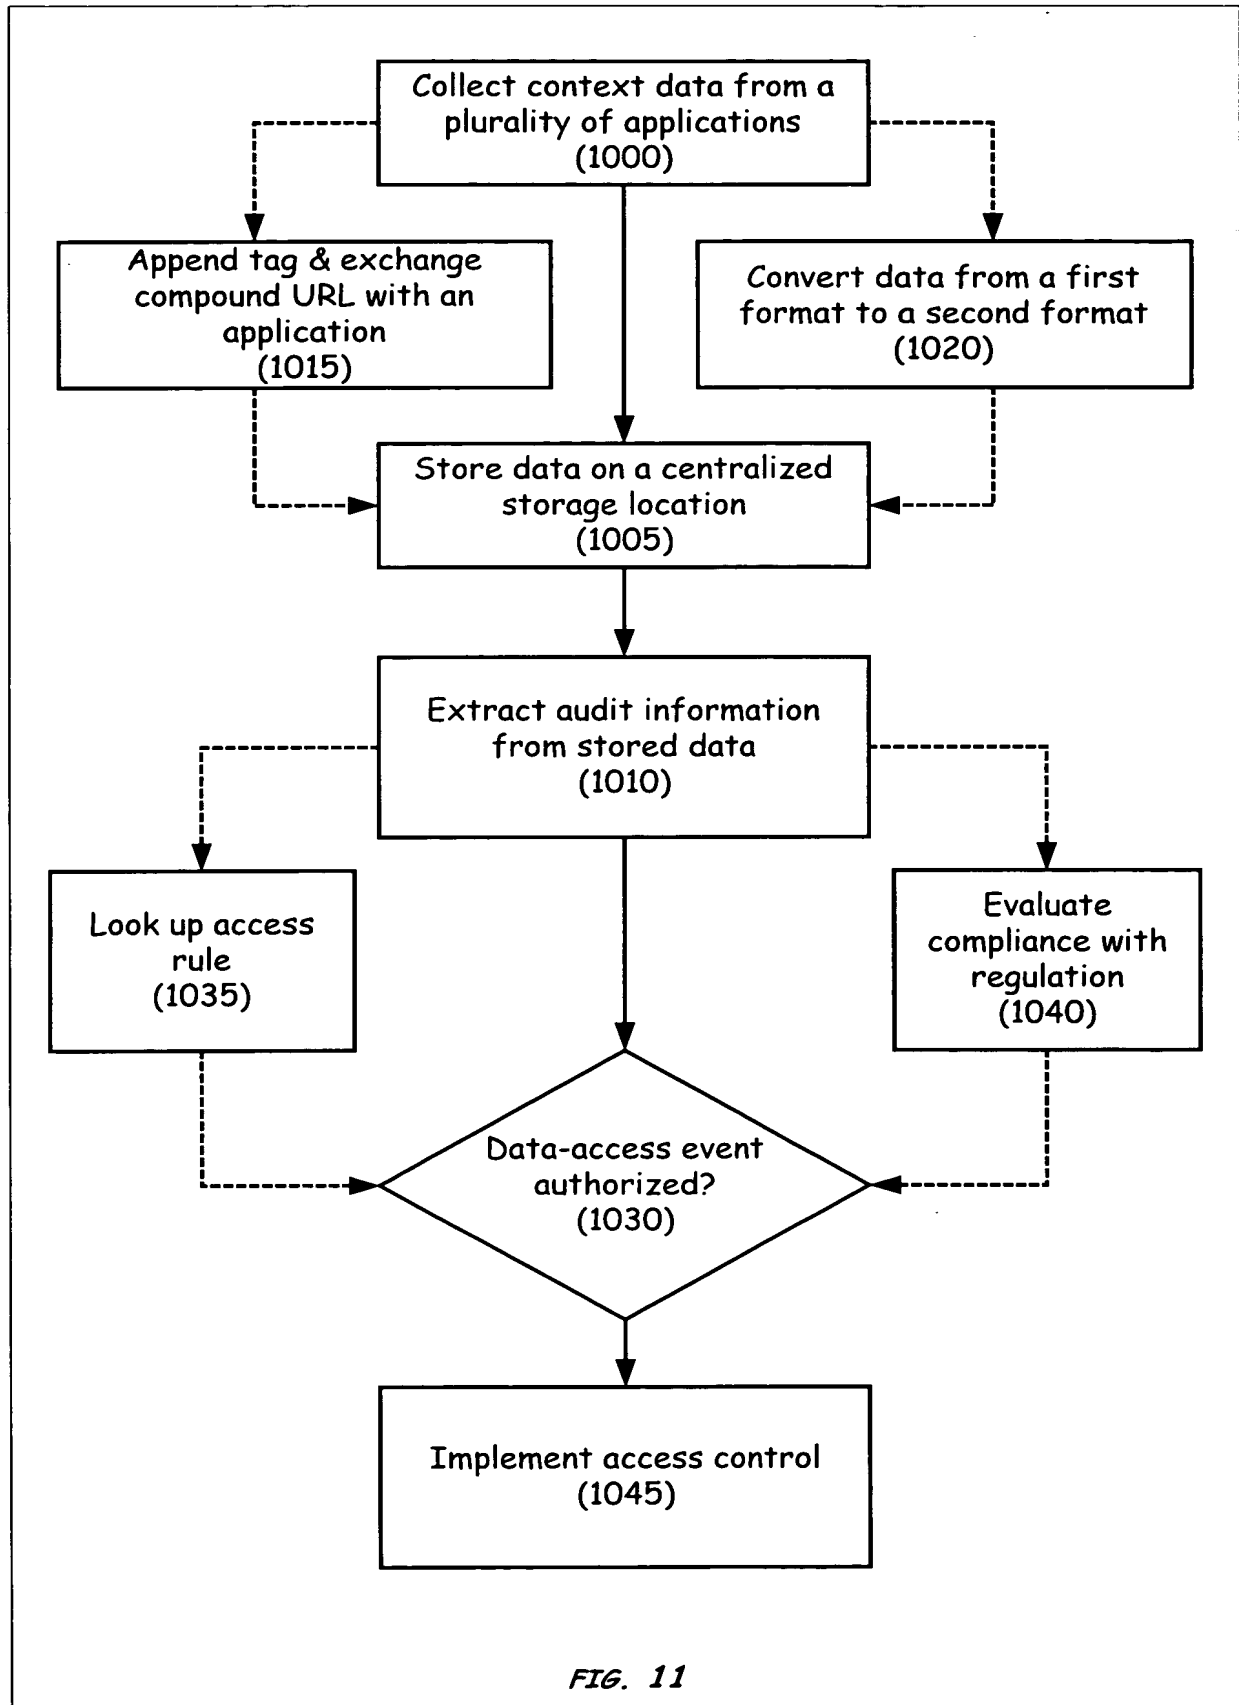 Collect context data from a
plurality of applications
(1000)
Append tag & exchange
compound URL with an
application
(1015)
Convert data from a first
format to a second format
(1020)
Store data on a centralized
storage location
(1005)
Extract audit information
from stored data
(1010)
Look up access
rule
(1035)
Evaluate
compliance with
regulation
(1040)
Data-access event
authorized?
(1030)
Implement access control
(1045)
FIG. 11